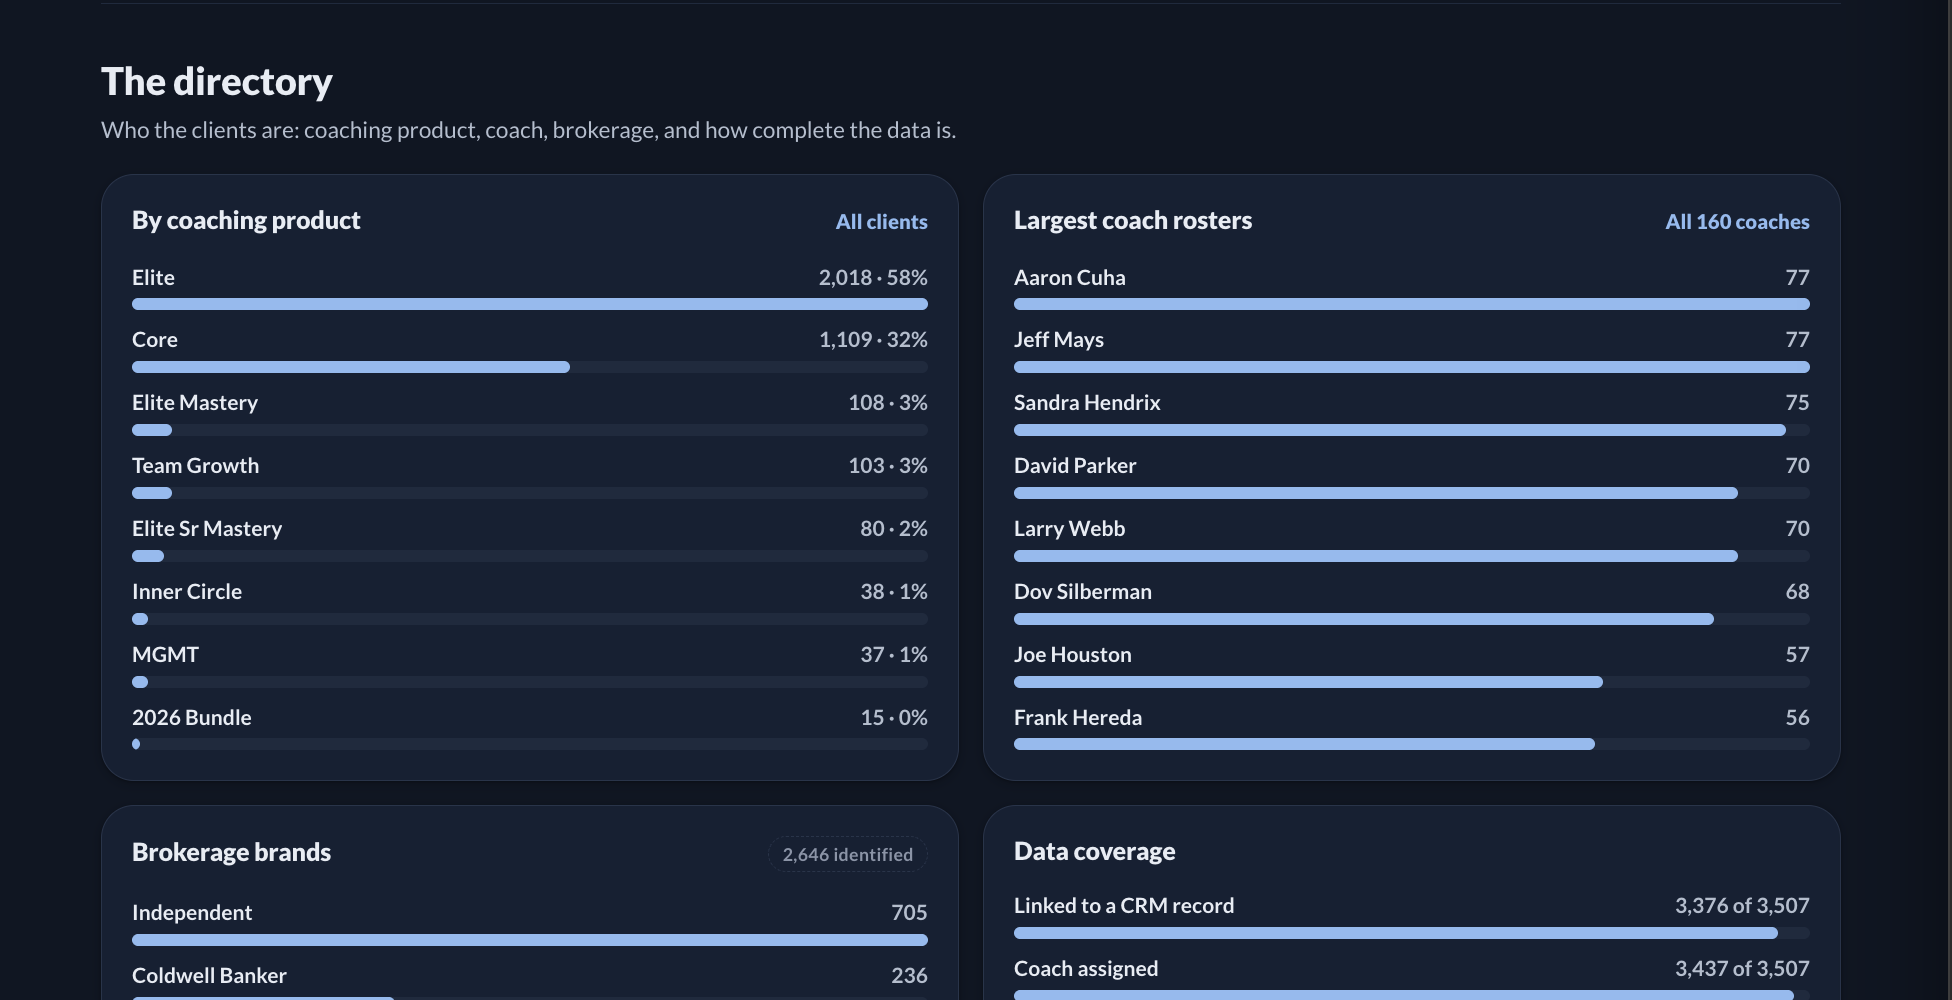 The directory
Who the clients are: coaching product, coach, brokerage, and how complete the data is.
By coaching product
All clients
Elite
2,018 · 58%
Core
1,109 · 32%
Elite Mastery
108 · 3%
Team Growth
103 · 3%
Elite Sr Mastery
80 · 2%
Inner Circle
38 · 1%
MGMT
37 · 1%
2026 Bundle
15 · 0%
Largest coach rosters
All 160 coaches
Aaron Cuha
77
Jeff Mays
77
Sandra Hendrix
75
David Parker
70
Larry Webb
70
Dov Silberman
68
Joe Houston
57
Frank Hereda
56
Brokerage brands
2,646 identified
Independent
705
Coldwell Banker
236
Data coverage
Linked to a CRM record
3,376 of 3,507
Coach assigned
3,437 of 3,507